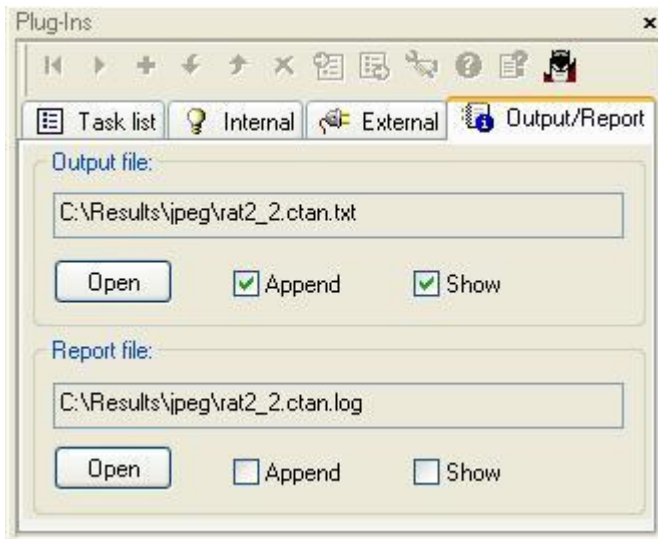 Plug-Ins
Task list Internal External Output/Report
Output file:
C:\Results\jpeg\rat2_2.ctan.txt
Open Append Show
Report file:
C:\Results\jpeg\rat2_2.ctan.log
Open Append Show